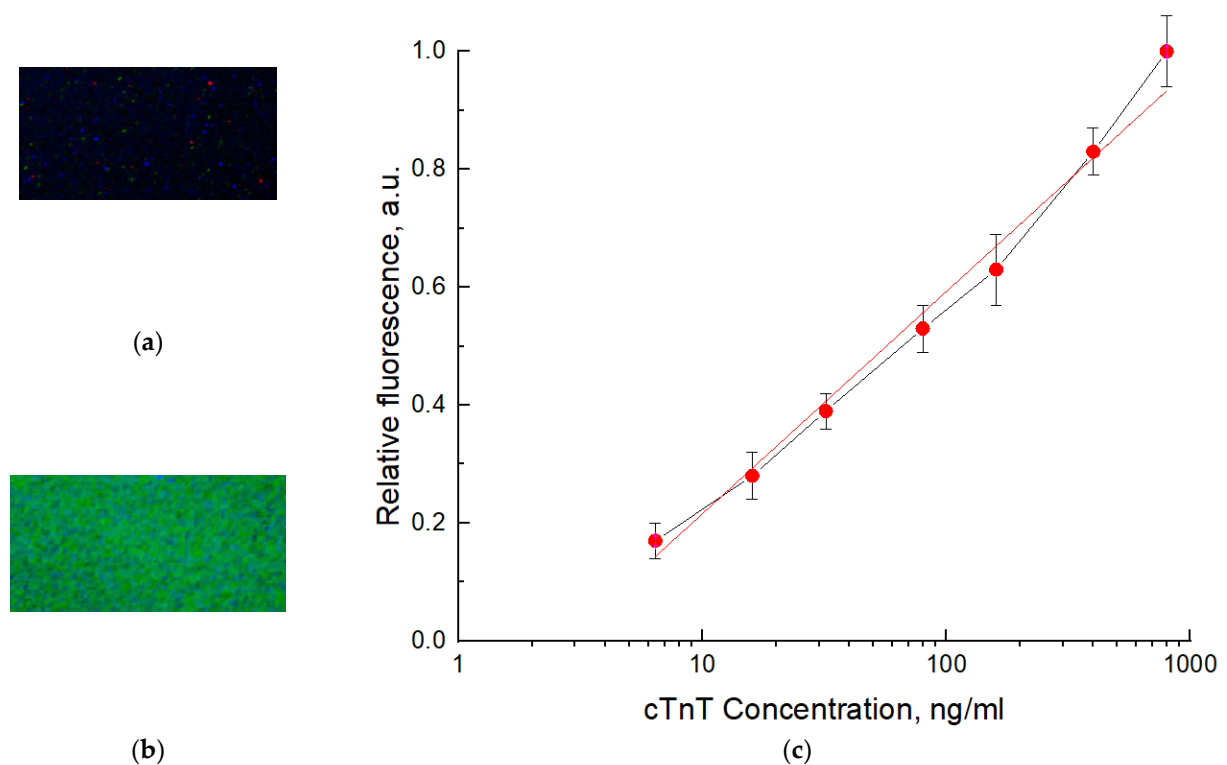 (a)
(b)
Relative fluorescence, a.u.
1.0
0.8
0.6
0.4
0.2
0.0
1 10 100 1000
cTnT Concentration, ng/ml
(c)